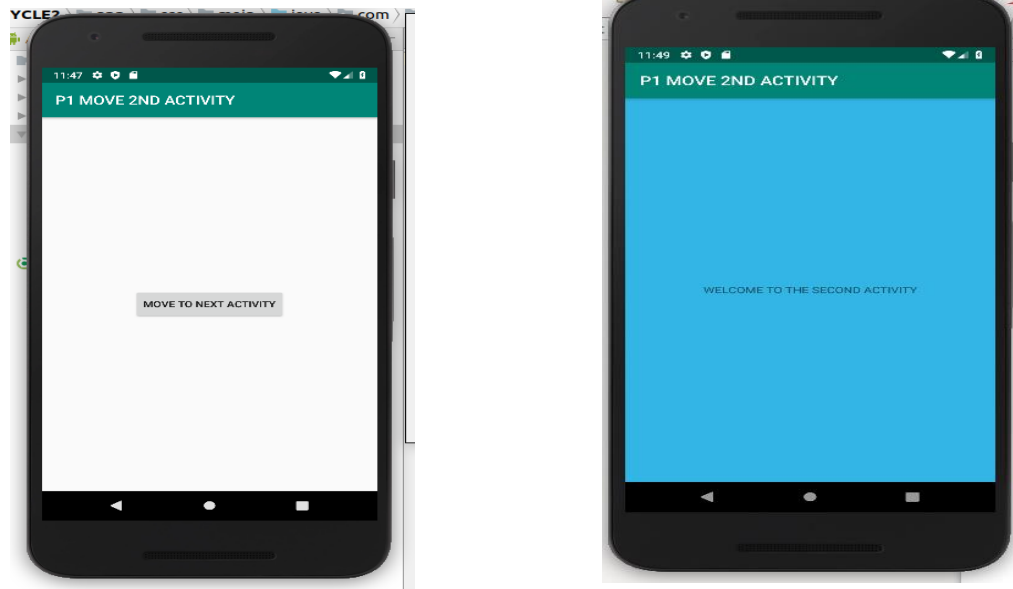 YCLE2
com
11:47
P1 MOVE 2ND ACTIVITY
MOVE TO NEXT ACTIVITY
11:49
P1 MOVE 2ND ACTIVITY
WELCOME TO THE SECOND ACTIVITY